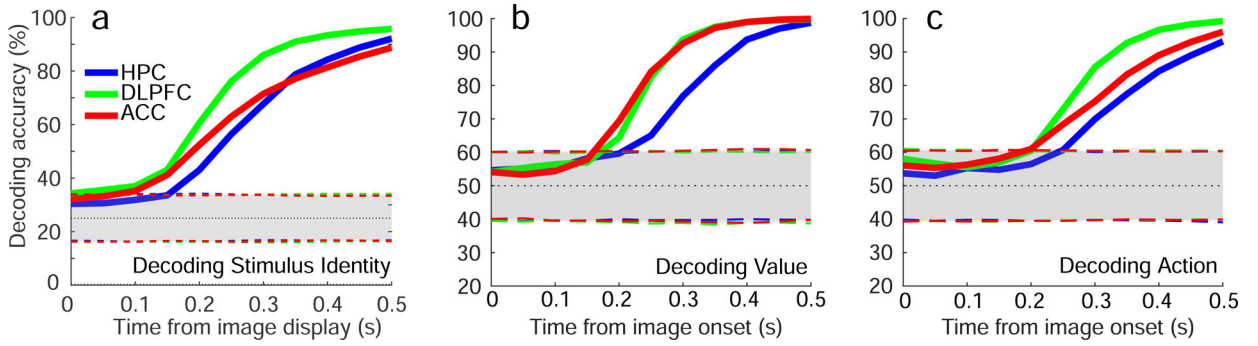 a
Decoding accuracy (%)
100
80
60
40
20
0
HPC
DLPFC
ACC
Decoding Stimulus Identity
0 0.1 0.2 0.3 0.4 0.5
Time from image display (s)
b
100
90
80
70
60
50
40
30
20
Decoding Value
0 0.1 0.2 0.3 0.4 0.5
Time from image onset (s)
c
100
90
80
70
60
50
40
30
20
Decoding Action
0 0.1 0.2 0.3 0.4 0.5
Time from image onset (s)